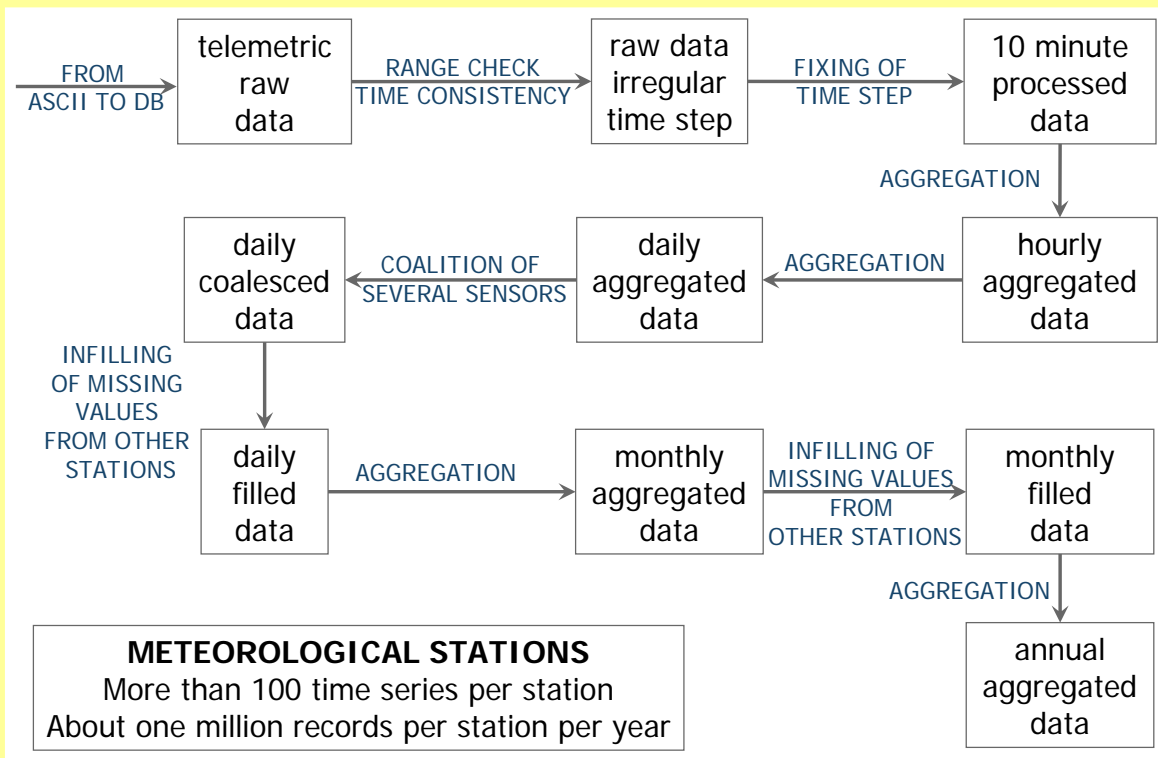 FROM
ASCII TO DB
telemetric
raw
data
RANGE CHECK
TIME CONSISTENCY
raw data
irregular
time step
FIXING OF
TIME STEP
10 minute
processed
data
AGGREGATION
hourly
aggregated
data
AGGREGATION
daily
aggregated
data
COALITION OF
SEVERAL SENSORS
daily
coalesced
data
INFILLING
OF MISSING
VALUES
FROM OTHER
STATIONS
daily
filled
data
AGGREGATION
monthly
aggregated
data
INFILLING OF
MISSING VALUES
FROM
OTHER STATIONS
monthly
filled
data
AGGREGATION
annual
aggregated
data
METEOROLOGICAL STATIONS
More than 100 time series per station
About one million records per station per year